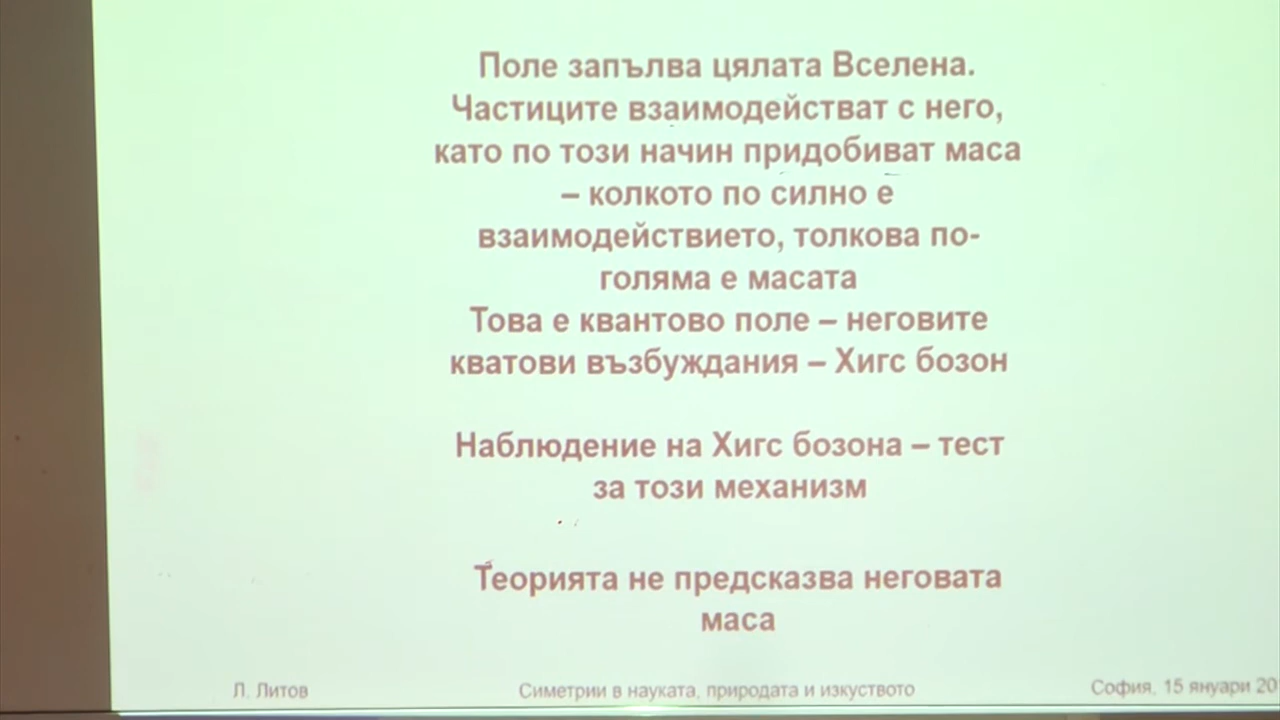 Поле запълва цялата Вселена.
Частиците взаимодействат с него,
като по този начин придобиват маса
– колкото по силно е
взаимодействието, толкова по-
голяма е масата
Това е квантово поле – неговите
кватови възбуждания – Хигс бозон
Наблюдение на Хигс бозона – тест
за този механизъм
Теорията не предсказва неговата
маса
Л. Литов
Симетрии в науката, природата и изкуството
София, 15 януари 20